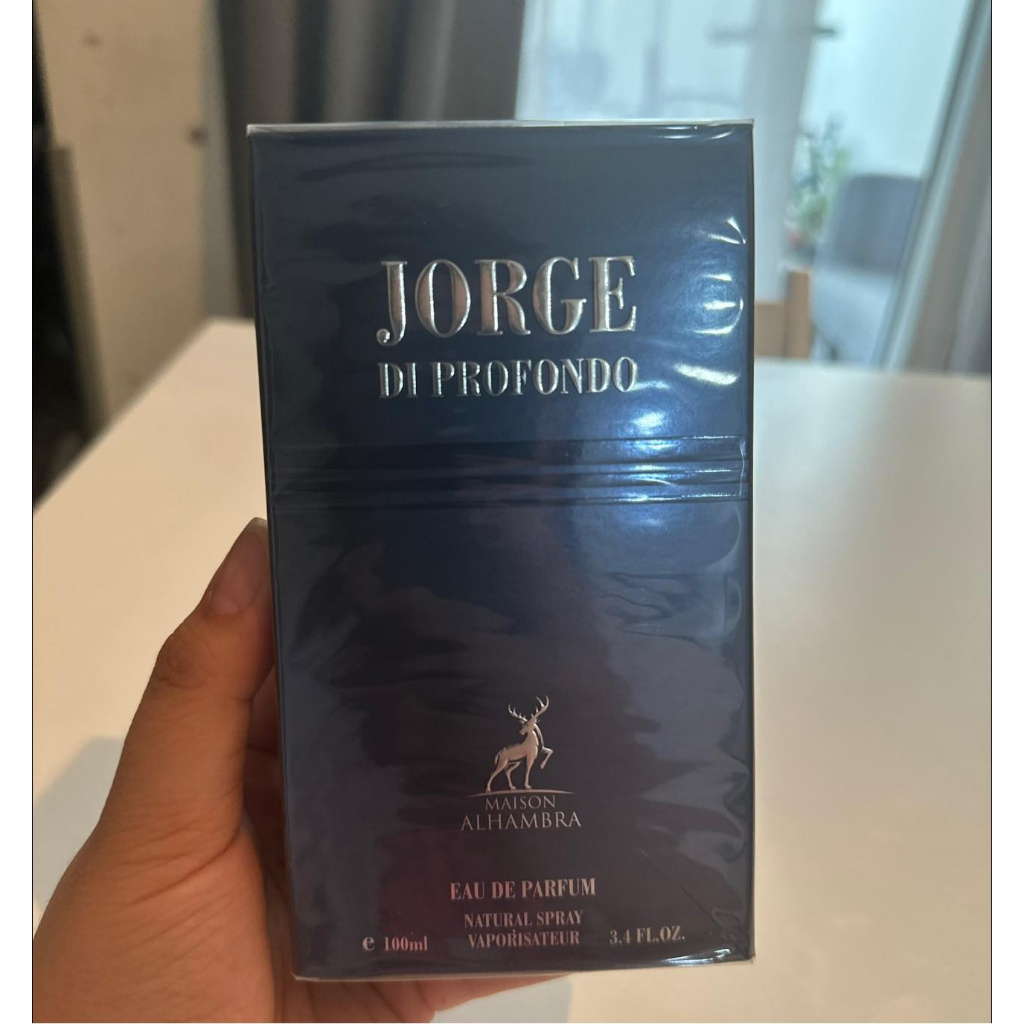 JORGE
DI PROFONDO
MAISON
ALHAMBRA
EAU DE PARFUM
NATURAL SPRAY
e 100ml VAPORISATEUR 3.4 FL.OZ.